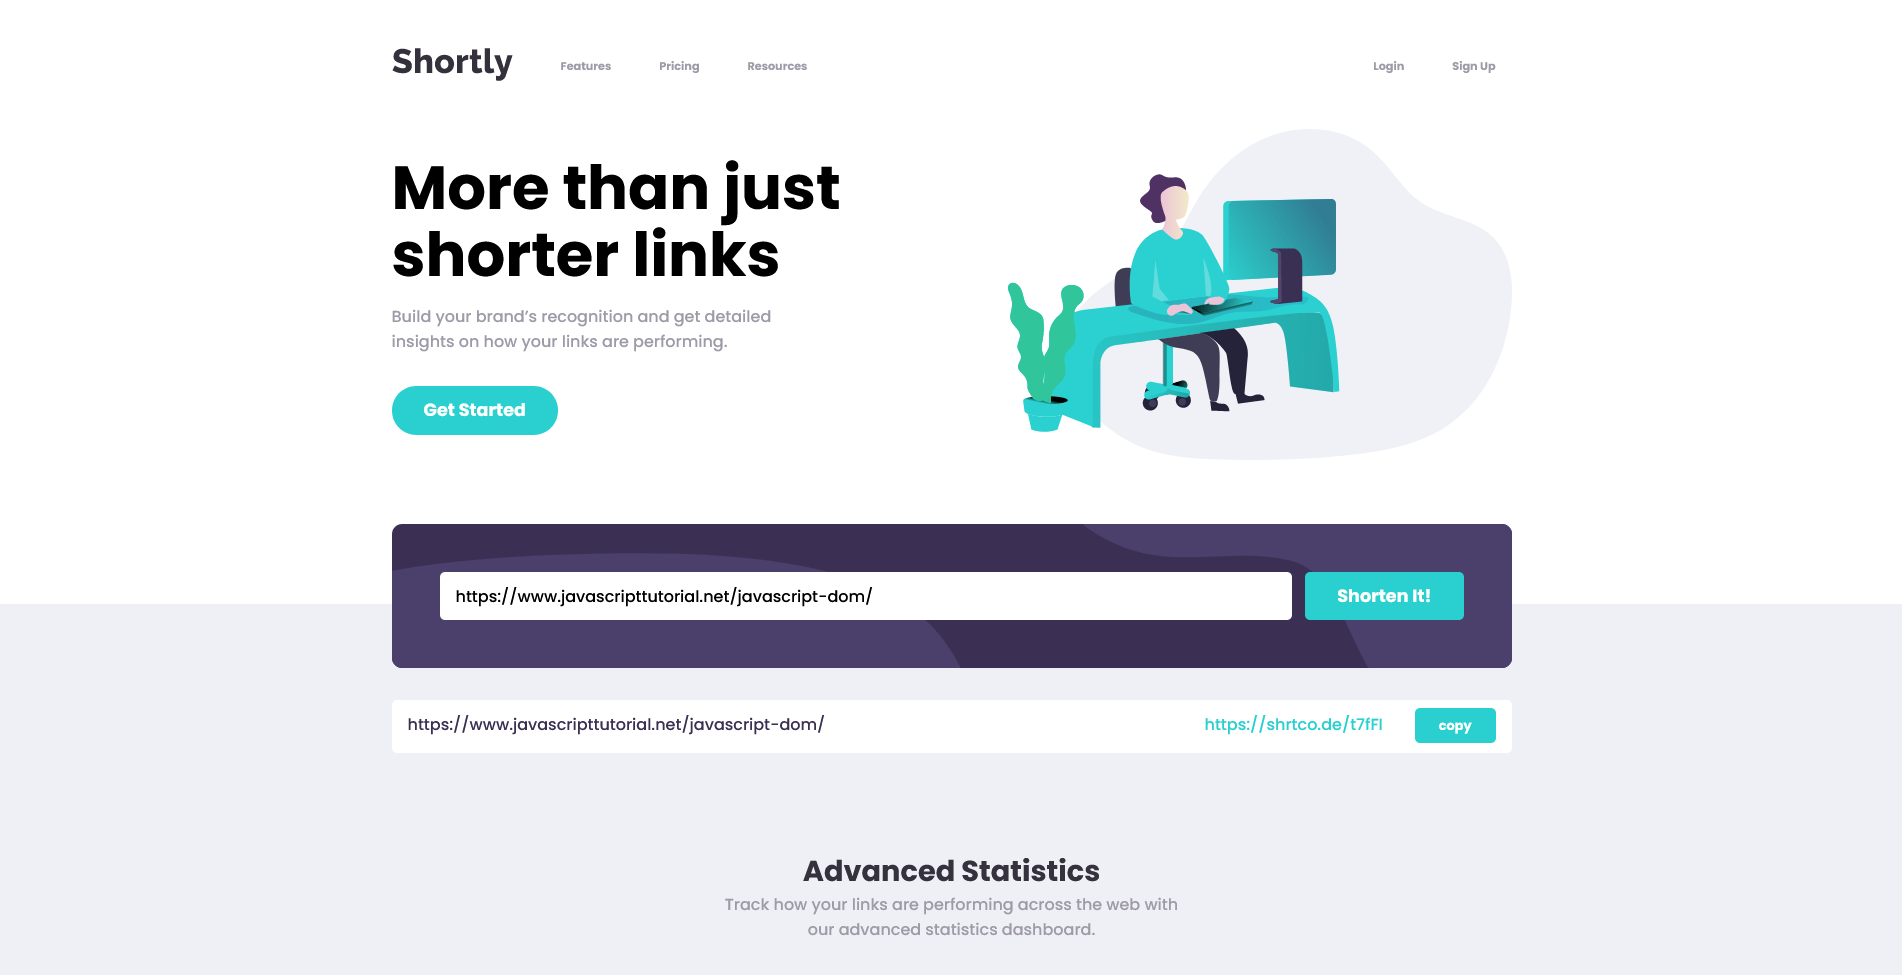 Shortly
Features
Pricing
Resources
Login
Sign Up
More than just
shorter links
Build your brand’s recognition and get detailed
insights on how your links are performing.
Get Started
https://www.javascripttutorial.net/javascript-dom/
Shorten It!
https://www.javascripttutorial.net/javascript-dom/
https://shrtco.de/t7fFl
copy
Advanced Statistics
Track how your links are performing across the web with
our advanced statistics dashboard.